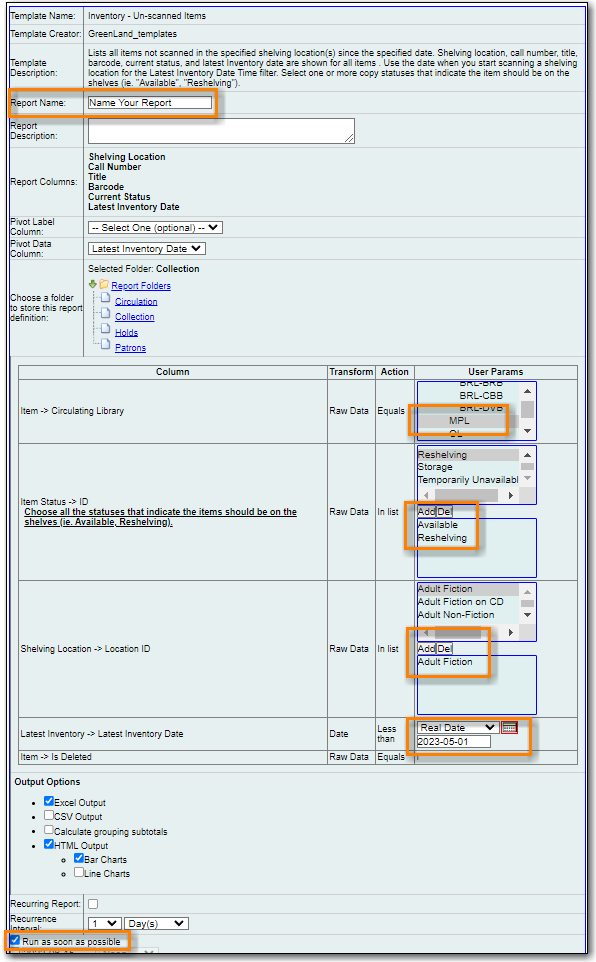 Template Name: Inventory - Un-scanned Items
Template Creator: GreenLand_templates
Template Description: Lists all items not scanned in the specified shelving location(s) since the specified date. Shelving location, call number, title,
barcode, current status, and latest Inventory date are shown for all items . Use the date when you start scanning a shelving
location for the Latest Inventory Date Time filter. Select one or more copy statuses that indicate the item should be on the
shelves (ie. "Available", "Reshelving").
Report Name: Name Your Report
Report
Description:
Report Columns:
Shelving Location
Call Number
Title
Barcode
Current Status
Latest Inventory Date
Pivot Label
Column: -- Select One (optional) --
Pivot Data
Column: Latest Inventory Date
Choose a folder
to store this report
definition:
Selected Folder: Collection
Report Folders
Circulation
Collection
Holds
Patrons
Column Transform Action User Params
Item -> Circulating Library Raw Data Equals
BRL-BRB
BRL-CBB
BRL-DVB
MPL
OL
Item Status -> ID
Choose all the statuses that indicate the items should be on the
shelves (ie. Available, Reshelving).
Raw Data In list
Reshelving
Storage
Temporarily Unavailabl
Add Del
Available
Reshelving
Shelving Location -> Location ID Raw Data In list
Adult Fiction
Adult Fiction on CD
Adult Non-Fiction
Add Del
Adult Fiction
Latest Inventory -> Latest Inventory Date Date Less
than
Real Date
2023-05-01
Item -> Is Deleted Raw Data Equals
Output Options
Excel Output
CSV Output
Calculate grouping subtotals
HTML Output
Bar Charts
Line Charts
Recurring Report:
Recurrence
Interval: 1 Day(s)
Run as soon as possible